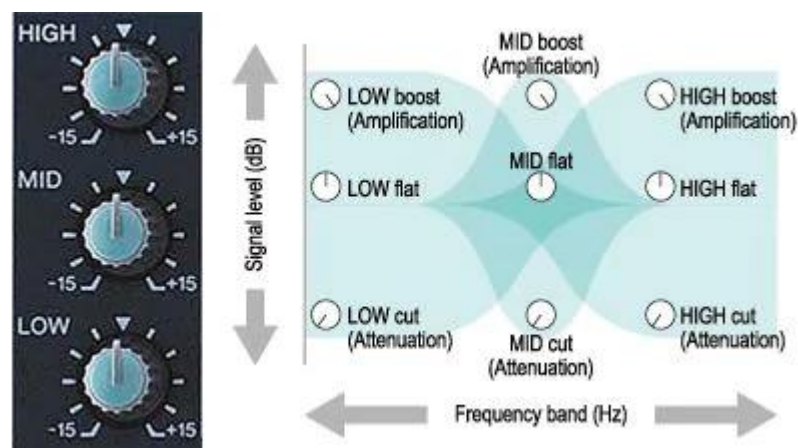 HIGH
-15 +15
MID
-15 +15
LOW
-15 +15
Signal level (dB)
MID boost
(Amplification)
LOW boost
(Amplification)
HIGH boost
(Amplification)
MID flat
LOW flat
HIGH flat
LOW cut
(Attenuation)
MID cut
(Attenuation)
HIGH cut
(Attenuation)
Frequency band (Hz)